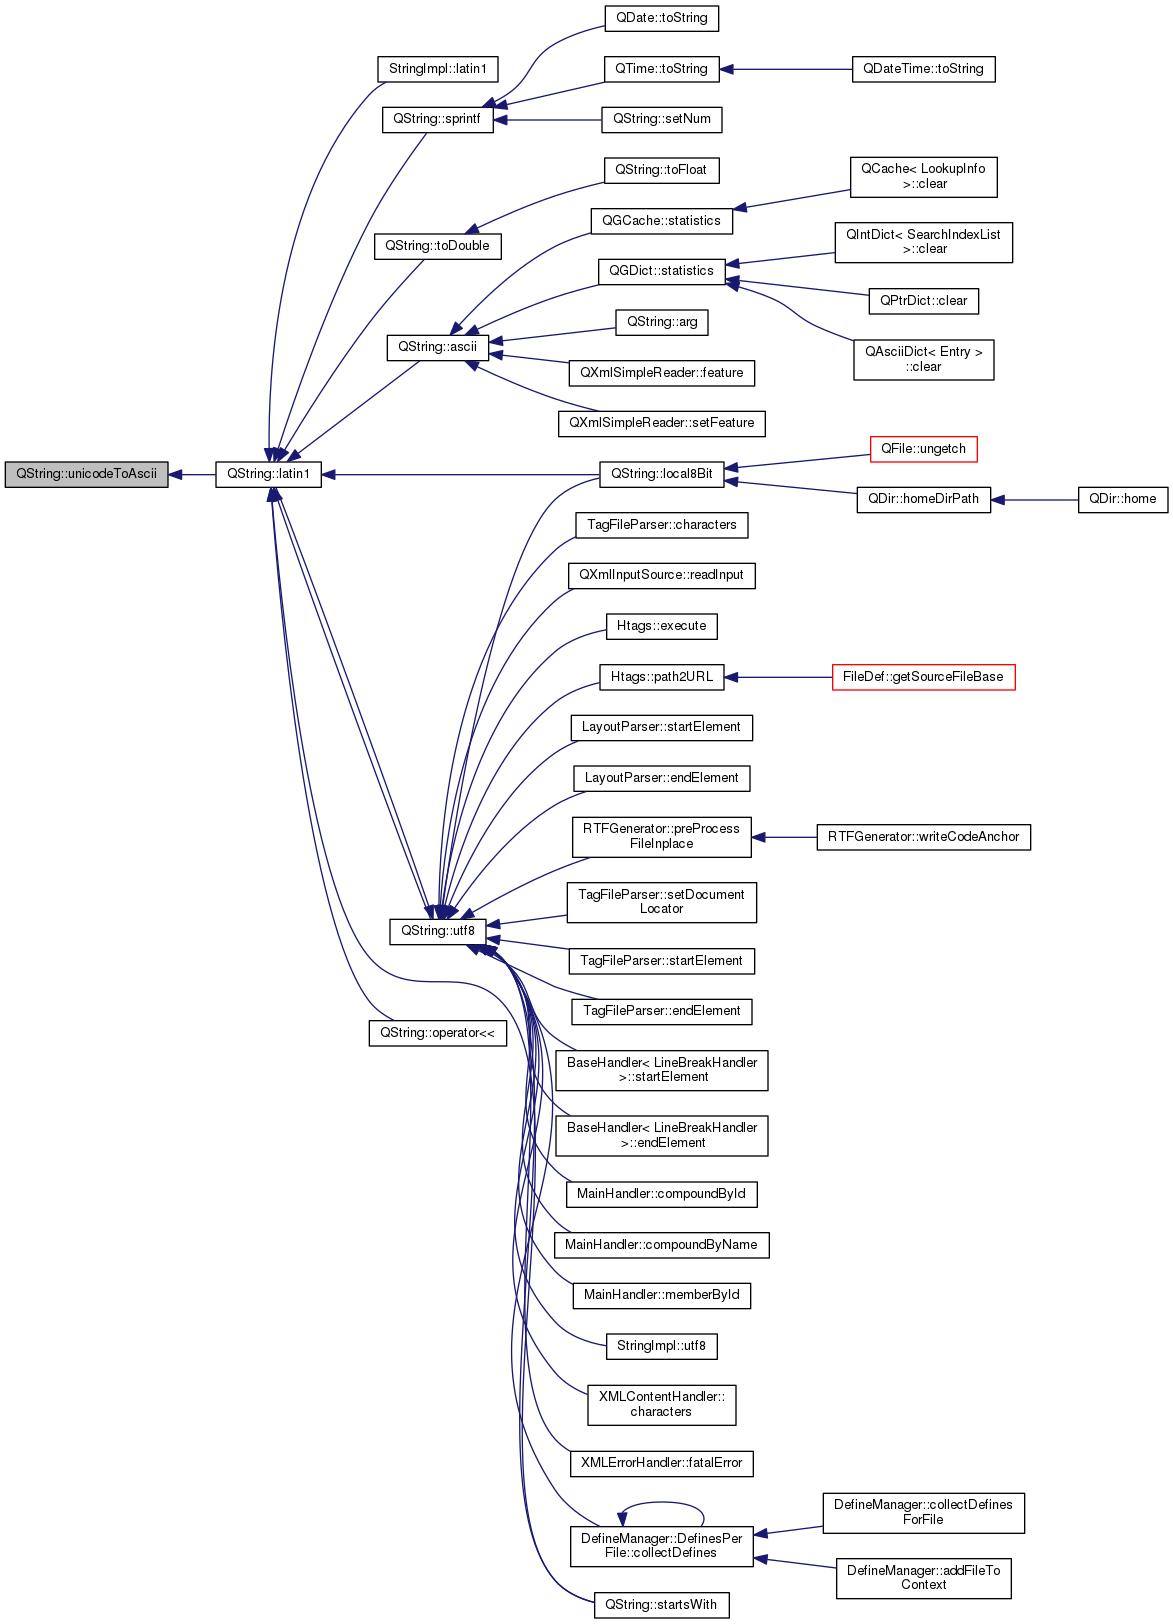 QDate::toString
StringImpl::latin1
QTime::toString
QDateTime::toString
QString::sprintf
QString::setNum
QString::toFloat
QCache< LookupInfo
>::clear
QGCache::statistics
QIntDict< SearchIndexList
>::clear
QString::toDouble
QGDict::statistics
QPtrDict::clear
QString::arg
QString::ascii
QAsciiDict< Entry >
::clear
QXmlSimpleReader::feature
QXmlSimpleReader::setFeature
QFile::ungetch
QString::unicodeToAscii
QString::latin1
QString::local8Bit
QDir::homeDirPath
QDir::home
TagFileParser::characters
QXmlInputSource::readInput
Htags::execute
Htags::path2URL
FileDef::getSourceFileBase
LayoutParser::startElement
LayoutParser::endElement
RTFGenerator::preProcess
FileInplace
RTFGenerator::writeCodeAnchor
TagFileParser::setDocument
Locator
QString::utf8
TagFileParser::startElement
TagFileParser::endElement
QString::operator<<
BaseHandler< LineBreakHandler
>::startElement
BaseHandler< LineBreakHandler
>::endElement
MainHandler::compoundById
MainHandler::compoundByName
MainHandler::memberById
StringImpl::utf8
XMLContentHandler::
characters
XMLErrorHandler::fatalError
DefineManager::collectDefines
ForFile
DefineManager::DefinesPer
File::collectDefines
DefineManager::addFileTo
Context
QString::startsWith